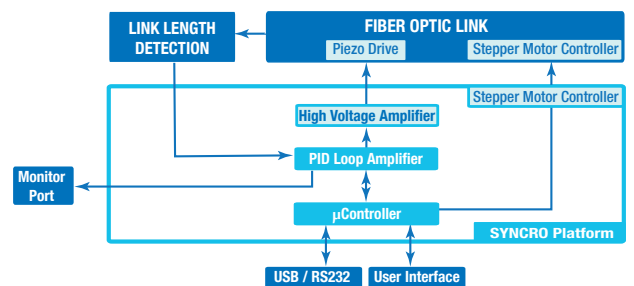 LINK LENGTH
DETECTION
FIBER OPTIC LINK
Piezo Drive
Stepper Motor Controller
Stepper Motor Controller
High Voltage Amplifier
PID Loop Amplifier
Monitor
Port
µController
SYNCRO Platform
USB / RS232
User Interface